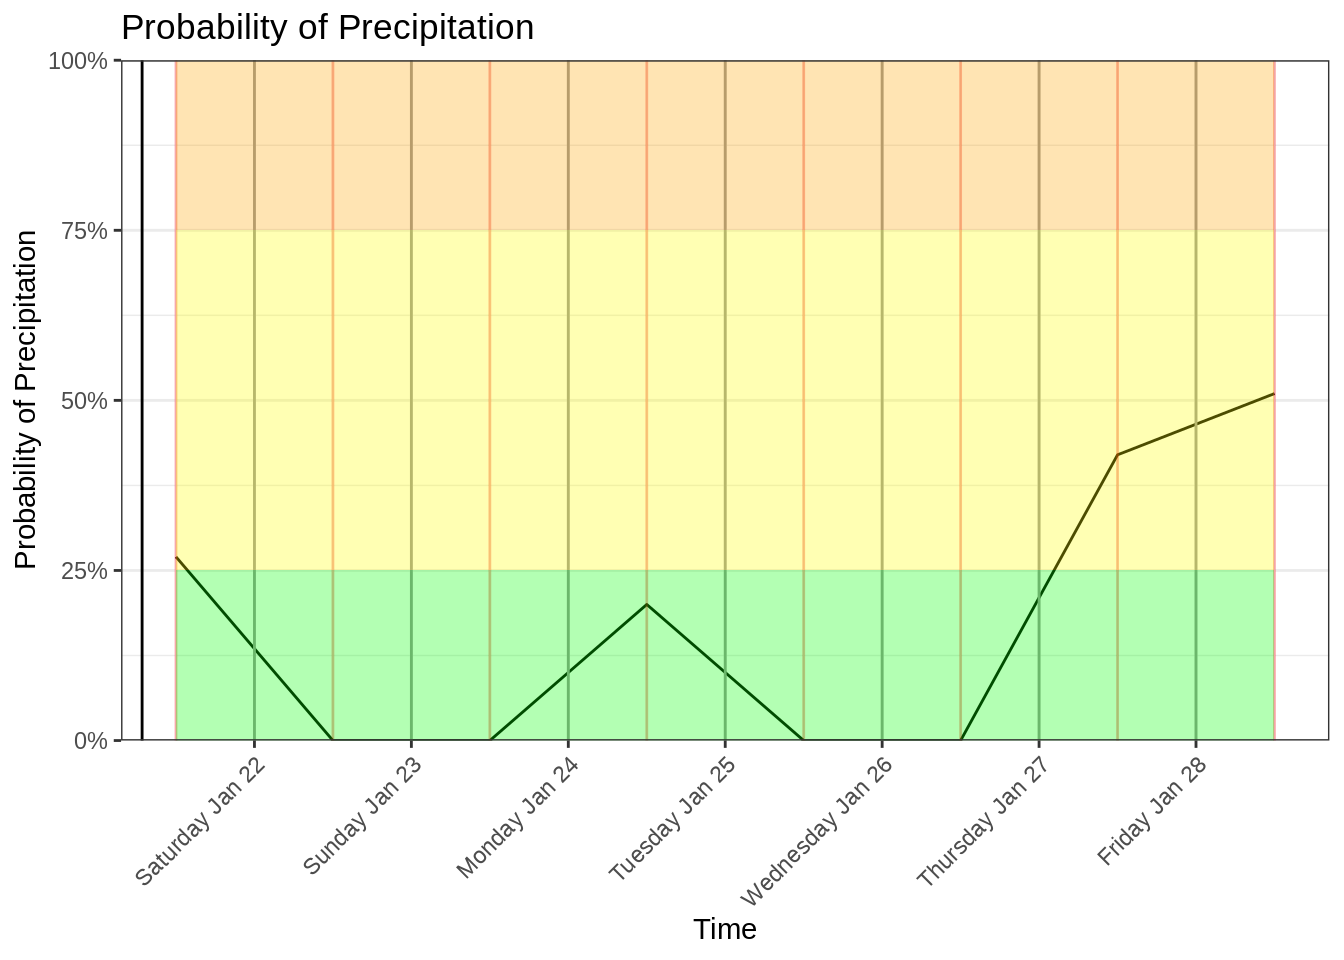 Probability of Precipitation
Probability of Precipitation
100%
75%
50%
25%
0%
Saturday Jan 22
Sunday Jan 23
Monday Jan 24
Tuesday Jan 25
Wednesday Jan 26
Thursday Jan 27
Friday Jan 28
Time